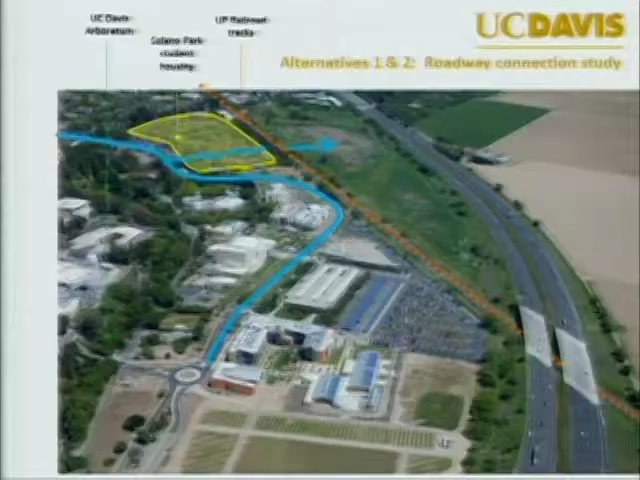 UC Davis
Arboretum
Solano Park
student
housing
UP Railroad
tracks
UCDAVIS
Alternatives 1 & 2: Roadway connection study